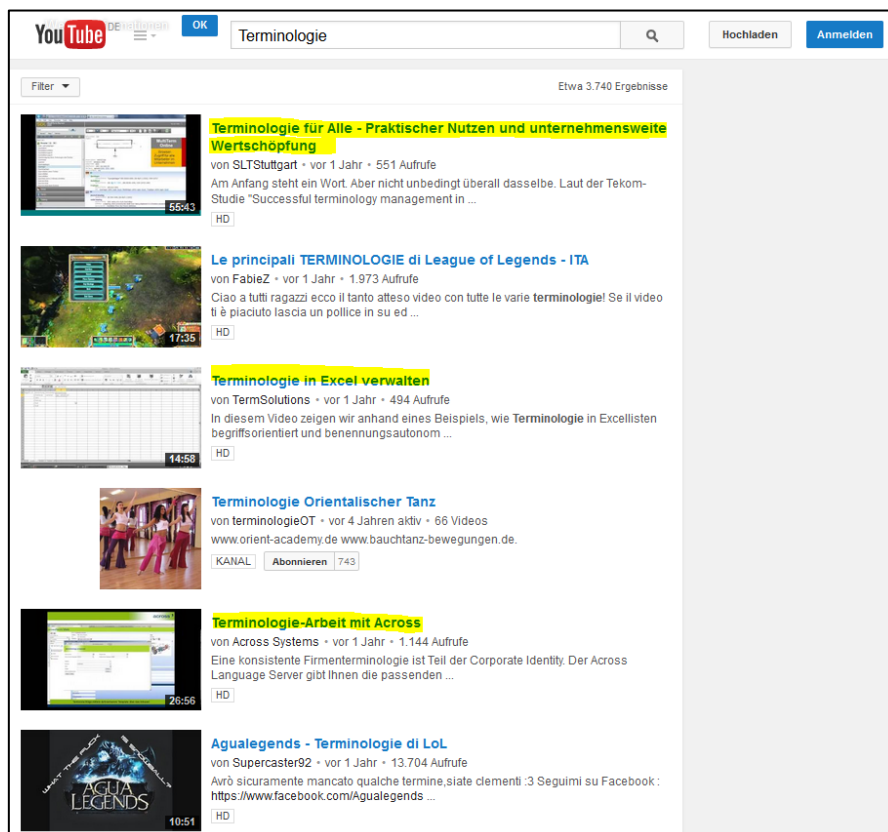 YouTube DE
OK
Terminologie
Hochladen
Anmelden
Filter
Etwa 3.740 Ergebnisse
Terminologie für Alle - Praktischer Nutzen und unternehmensweite
Wertschöpfung
von SLTStuttgart • vor 1 Jahr • 551 Aufrufe
Am Anfang steht ein Wort. Aber nicht unbedingt überall dasselbe. Laut der Tekom-
Studie "Successful terminology management in ...
HD
55:43
Le principali TERMINOLOGIE di League of Legends - ITA
von FabieZ • vor 1 Jahr • 1.973 Aufrufe
Ciao a tutti ragazzi ecco il tanto atteso video con tutte le varie terminologie! Se il video
ti è piaciuto lascia un pollice in su ed ...
HD
17:35
Terminologie in Excel verwalten
von TermSolutions • vor 1 Jahr • 494 Aufrufe
In diesem Video zeigen wir anhand eines Beispiels, wie Terminologie in Excellisten
begriffsorientiert und benennungsautonom ...
HD
14:58
Terminologie Orientalischer Tanz
von terminologieOT • vor 4 Jahren aktiv • 66 Videos
www.orient-academy.de www.bauchtanz-bewegungen.de.
KANAL Abonnieren 743
Terminologie-Arbeit mit Across
von Across Systems • vor 1 Jahr • 1.144 Aufrufe
Eine konsistente Firmenterminologie ist Teil der Corporate Identity. Der Across
Language Server gibt Ihnen die passenden ...
HD
26:56
Agualegends - Terminologie di LoL
von Supercaster92 • vor 1 Jahr • 13.704 Aufrufe
Avrò sicuramente mancato qualche termine,siate clementi :3 Seguimi su Facebook :
https://www.facebook.com/Agualegends ...
HD
WHAT THE FUCK
AGUA
LEGENDS
10:51